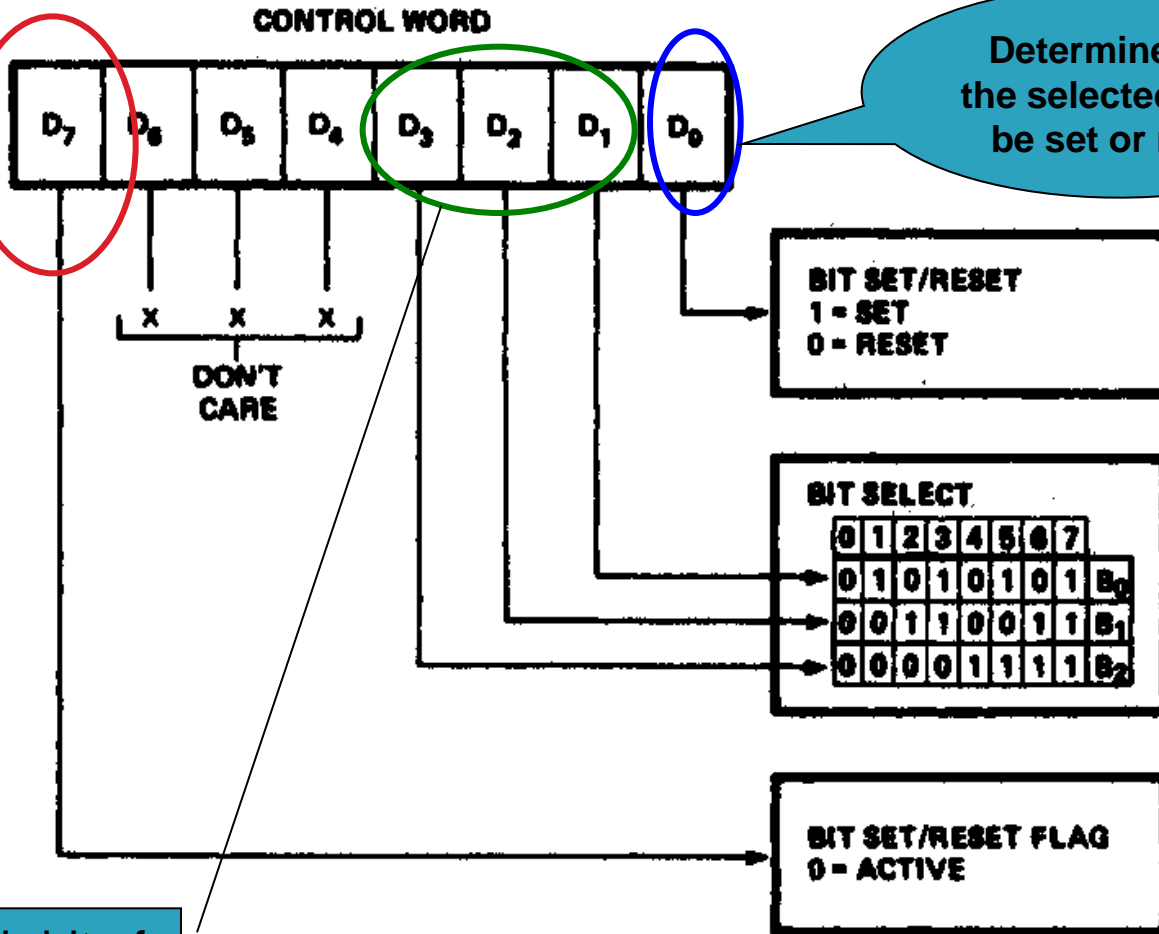 CONTROL WORD
Determine
the selected
be set or
D7 D6 D5 D4 D3 D2 D1 D0
X X X
DON'T
CARE
BIT SET/RESET
1 = SET
0 = RESET
BIT SELECT
0 1 2 3 4 5 6 7
0 1 0 1 0 1 0 1 B0
0 0 1 1 0 0 1 1 B1
0 0 0 0 1 1 1 1 B2
BIT SET/RESET FLAG
0 = ACTIVE